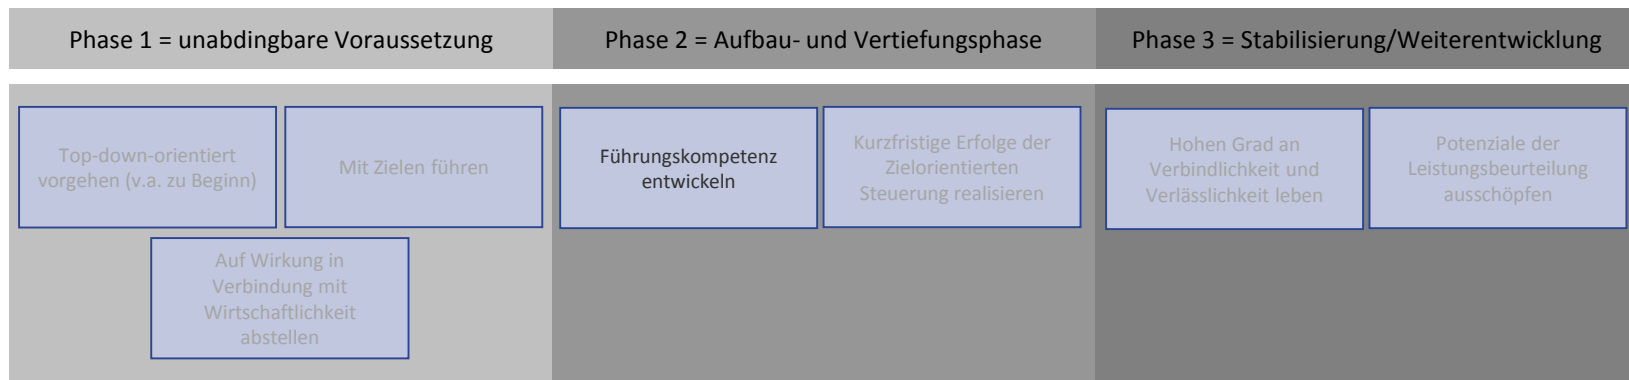 Phase 1 = unabdingbare Voraussetzung
Phase 2 = Aufbau- und Vertiefungsphase
Phase 3 = Stabilisierung/Weiterentwicklung
Top-down-orientiert
vorgehen (v.a. zu Beginn)
Mit Zielen führen
Auf Wirkung in
Verbindung mit
Wirtschaftlichkeit
abstellen
Führungskompetenz
entwickeln
Kurzfristige Erfolge der
Zielorientierten
Steuerung realisieren
Hohen Grad an
Verbindlichkeit und
Verlässlichkeit leben
Potenziale der
Leistungsbeurteilung
ausschöpfen